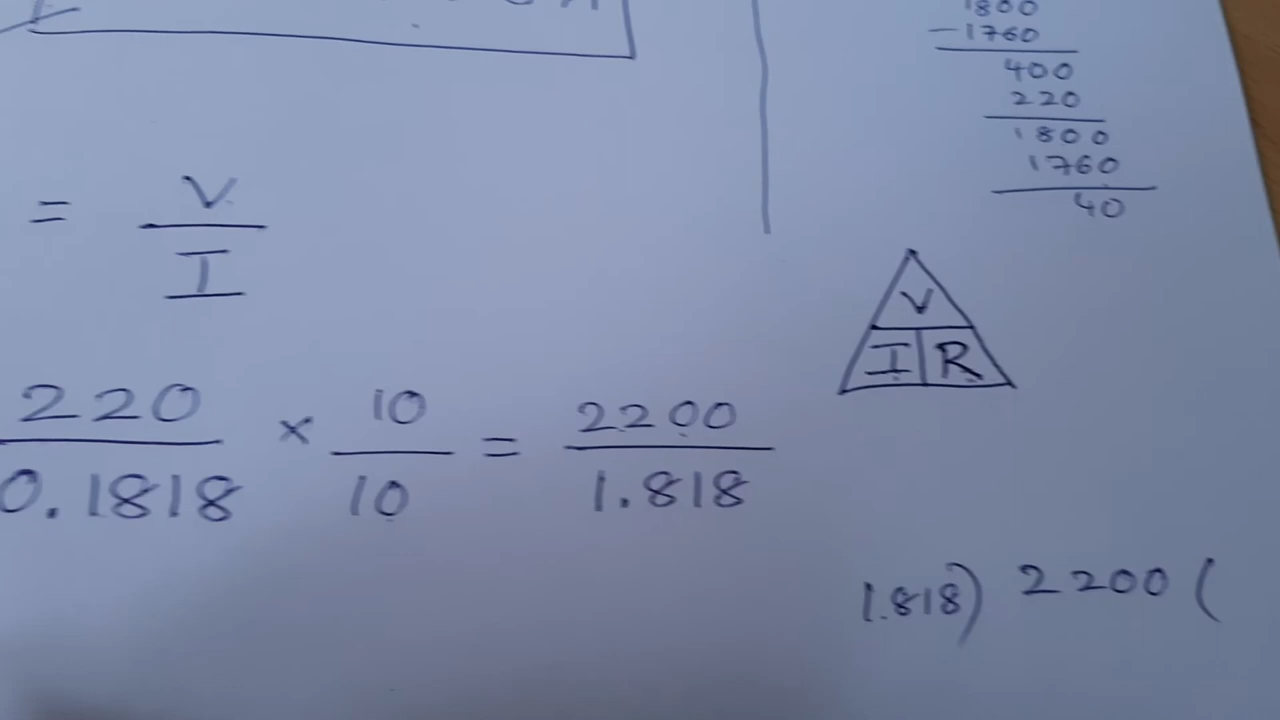 1800
- 1760
400
220
1800
1760
40
= V / I
V
I R
220 / 0.1818 × 10 / 10 = 2200 / 1.818
1.818) 2200 (